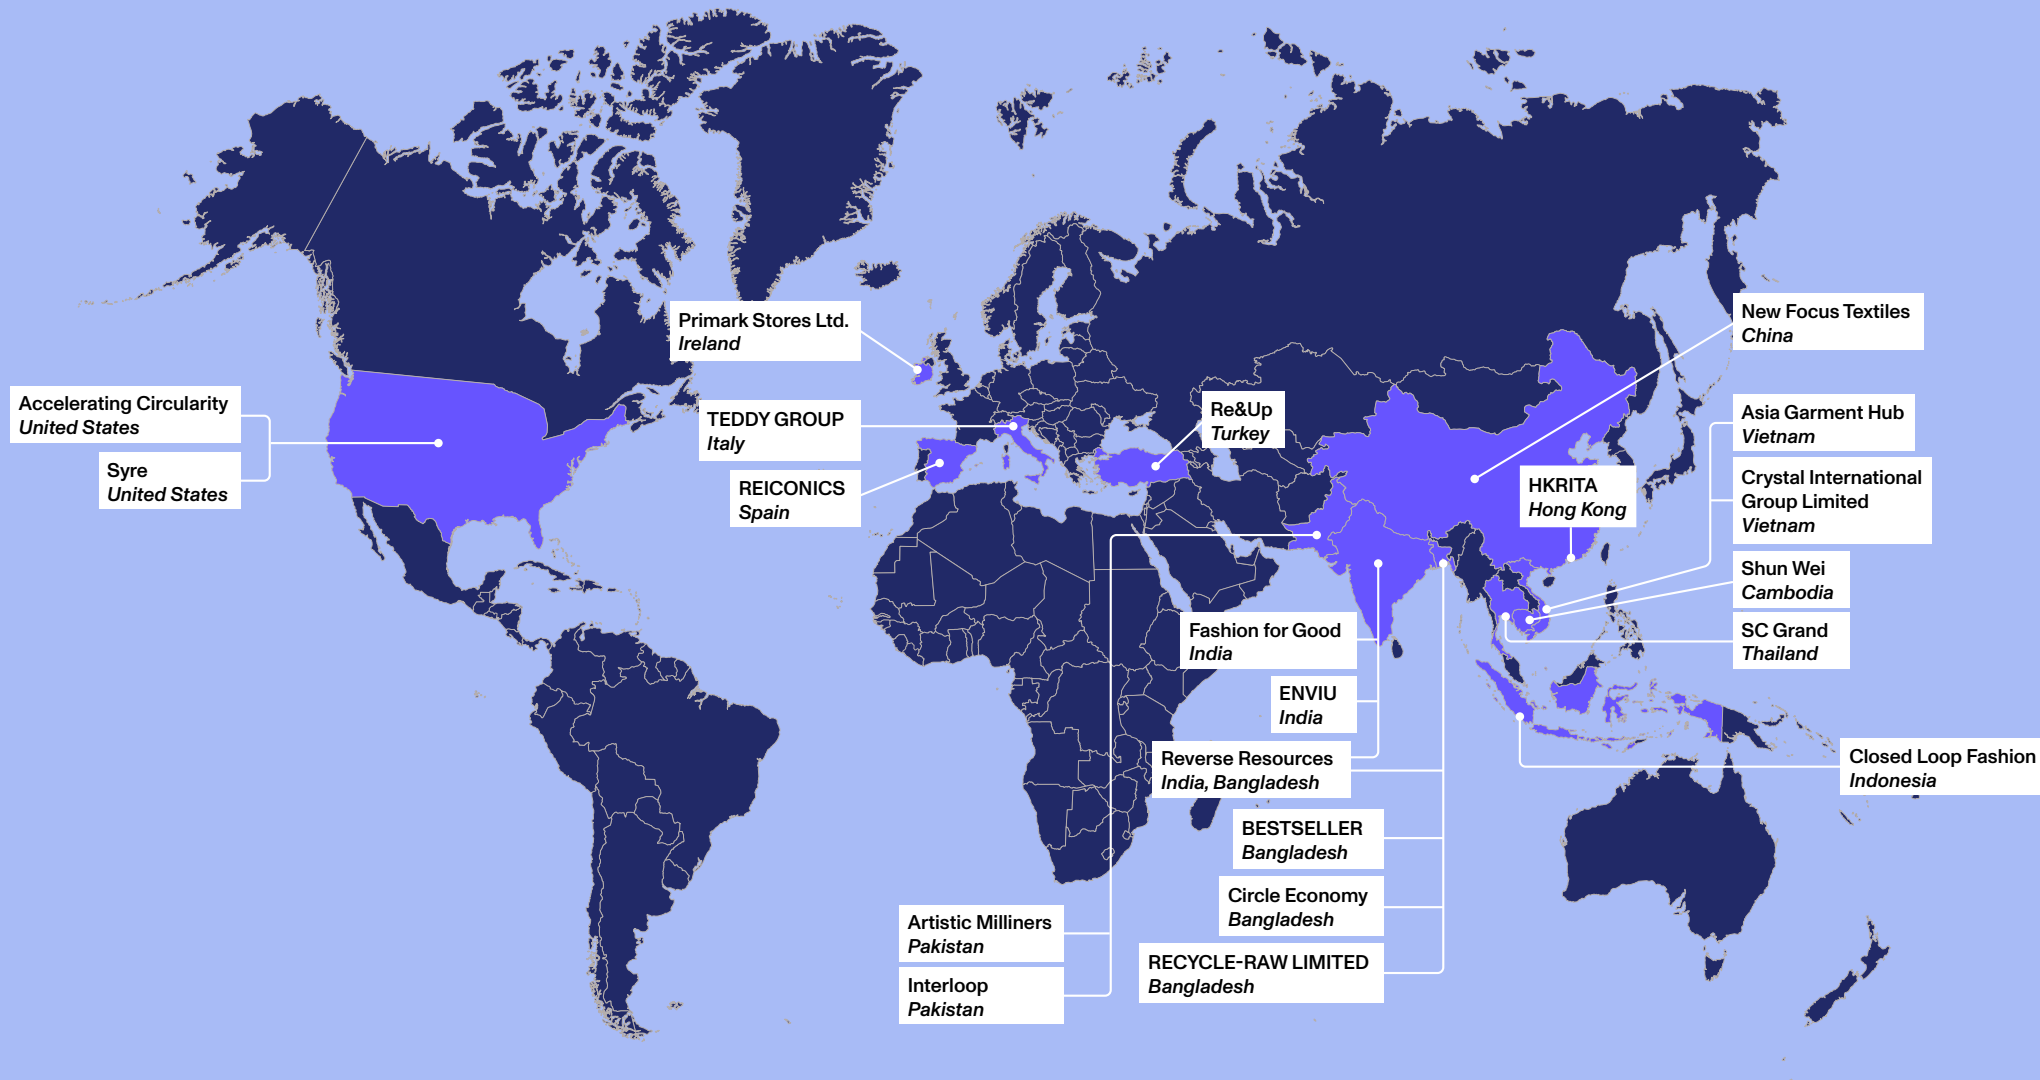 Primark Stores Ltd.
Ireland
Accelerating Circularity
United States
Syre
United States
TEDDY GROUP
Italy
REICONICS
Spain
Re&Up
Turkey
New Focus Textiles
China
HKRITA
Hong Kong
Asia Garment Hub
Vietnam
Crystal International
Group Limited
Vietnam
Shun Wei
Cambodia
SC Grand
Thailand
Fashion for Good
India
ENVIU
India
Reverse Resources
India, Bangladesh
Closed Loop Fashion
Indonesia
BESTSELLER
Bangladesh
Circle Economy
Bangladesh
RECYCLE-RAW LIMITED
Bangladesh
Artistic Milliners
Pakistan
Interloop
Pakistan